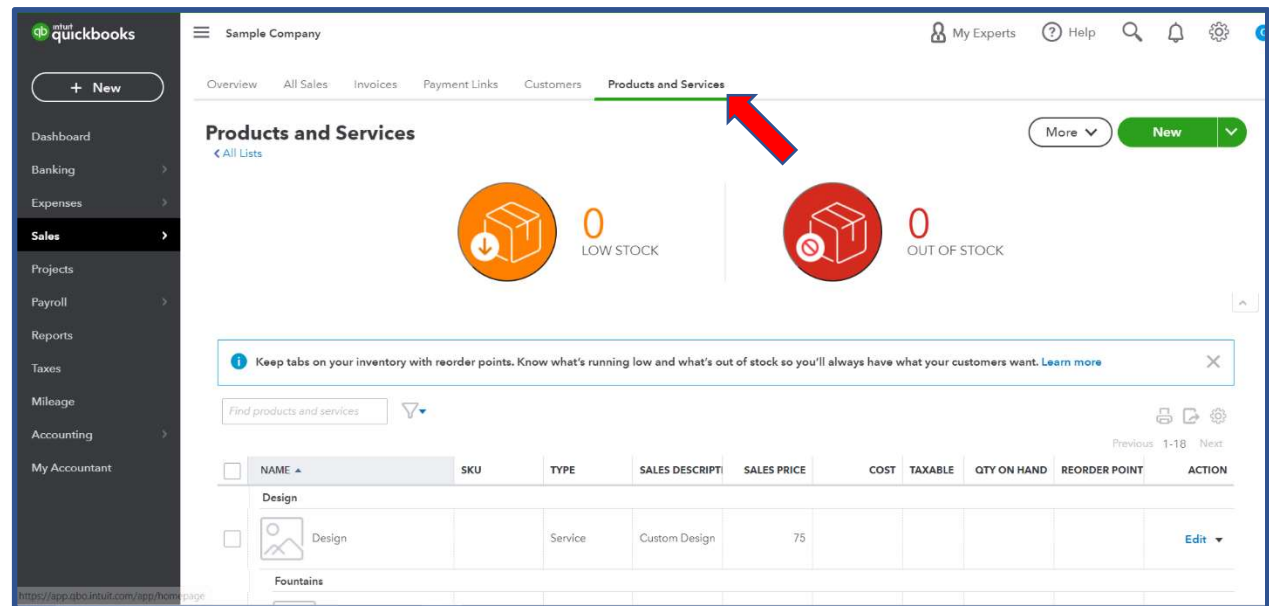 qb intuit quickbooks
Sample Company
My Experts
? Help
+ New
Overview All Sales Invoices Payment Links Customers Products and Services
Dashboard
Banking
Expenses
Sales
Projects
Payroll
Reports
Taxes
Mileage
Accounting
My Accountant
Products and Services
All Lists
More
New
0
LOW STOCK
0
OUT OF STOCK
Keep tabs on your inventory with reorder points. Know what's running low and what's out of stock so you'll always have what your customers want. Learn more
Find products and services
Previous 1-18 Next
NAME SKU TYPE SALES DESCRIPTI SALES PRICE COST TAXABLE QTY ON HAND REORDER POINT ACTION
Design
Design Service Custom Design 75 Edit
Fountains
https://app.qbo.intuit.com/app/homepage